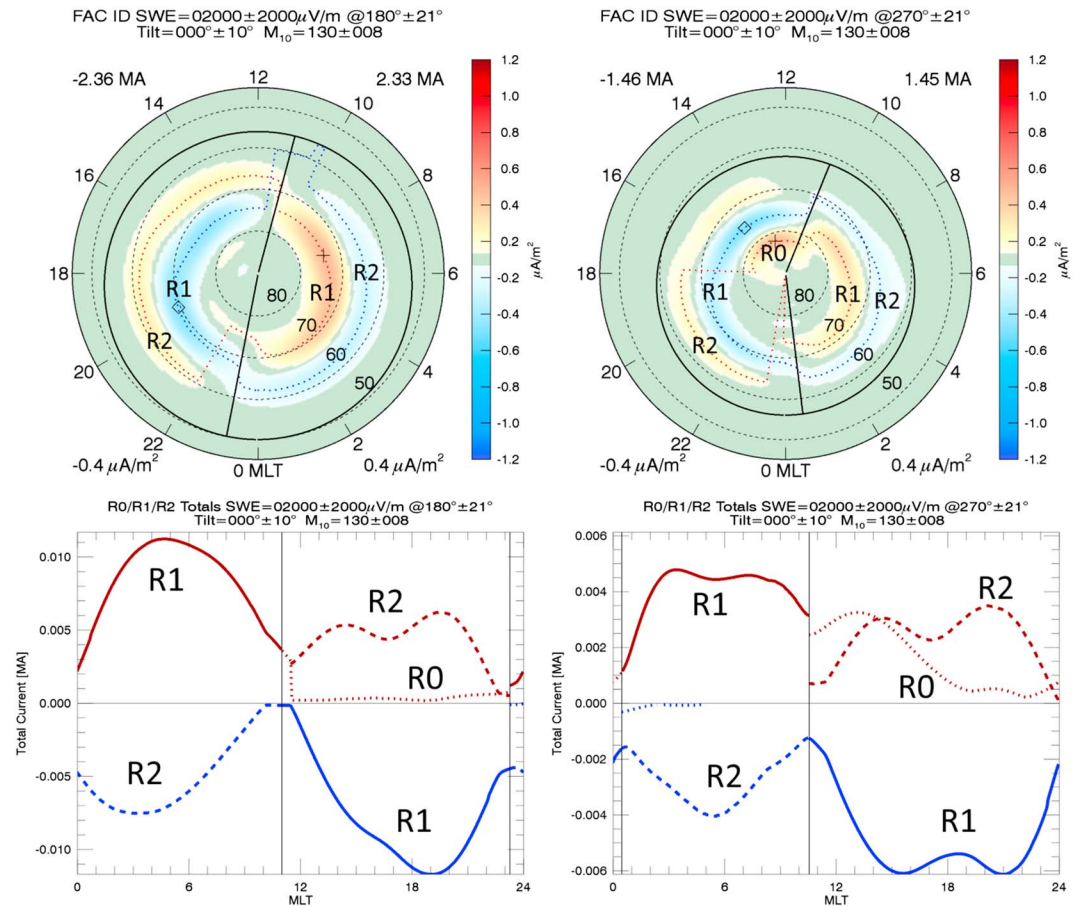 FAC ID SWE=02000±2000μV/m @180°±21°
Tilt=000°±10° M10=130±008
-2.36 MA
12
2.33 MA
14
10
16
8
18
6
R1
R2
R1
R2
80
70
60
50
20
4
22
2
-0.4 μA/m²
0 MLT
0.4 μA/m²
1.2
1.0
0.8
0.6
0.4
0.2
-0.2
-0.4
-0.6
-0.8
-1.0
-1.2
μA/m²
FAC ID SWE=02000±2000μV/m @270°±21°
Tilt=000°±10° M10=130±008
-1.46 MA
12
1.45 MA
14
10
16
8
18
6
R0
R1
R1
R2
R2
80
70
60
50
20
4
22
2
-0.4 μA/m²
0 MLT
0.4 μA/m²
1.2
1.0
0.8
0.6
0.4
0.2
-0.2
-0.4
-0.6
-0.8
-1.0
-1.2
μA/m²
R0/R1/R2 Totals SWE=02000±2000μV/m @180°±21°
Tilt=000°±10° M10=130±008
0.010
0.005
0.000
-0.005
-0.010
Total Current [MA]
R1
R2
R0
R2
R1
0
6
12
18
24
MLT
R0/R1/R2 Totals SWE=02000±2000μV/m @270°±21°
Tilt=000°±10° M10=130±008
0.006
0.004
0.002
0.000
-0.002
-0.004
-0.006
Total Current [MA]
R1
R2
R0
R2
R1
0
6
12
18
24
MLT